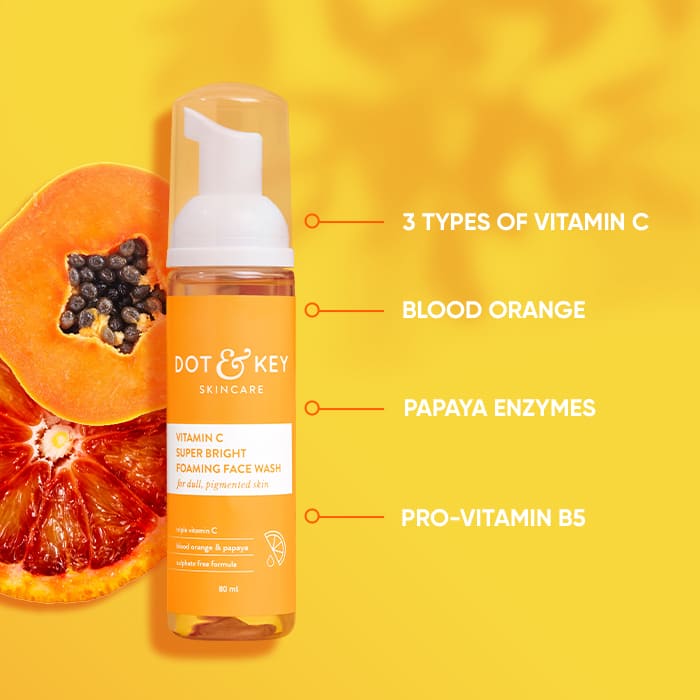 DOT & KEY
SKINCARE
VITAMIN C
SUPER BRIGHT
FOAMING FACE WASH
for dull, pigmented skin
triple vitamin C
blood orange & papaya
sulphate free formula
80 ml
3 TYPES OF VITAMIN C
BLOOD ORANGE
PAPAYA ENZYMES
PRO-VITAMIN B5